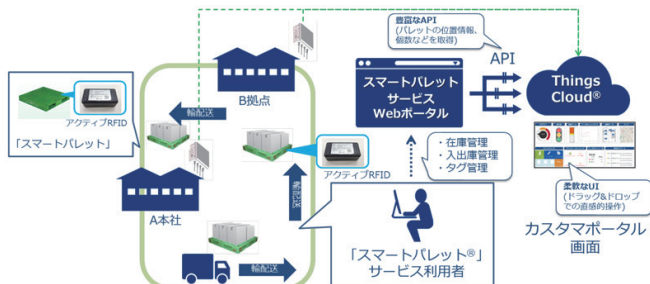 豊富なAPI
(パレットの位置情報、
個数などを取得)
API
Things
Cloud®
スマートパレット
サービス
Webポータル
B拠点
輸配送
アクティブRFID
「スマートパレット」
アクティブRFID
輸配送
A本社
輸配送
・在庫管理
・入出庫管理
・タグ管理
「スマートパレット®」
サービス利用者
柔軟なUI
(ドラッグ&ドロップ
での直感的操作)
カスタマポータル
画面